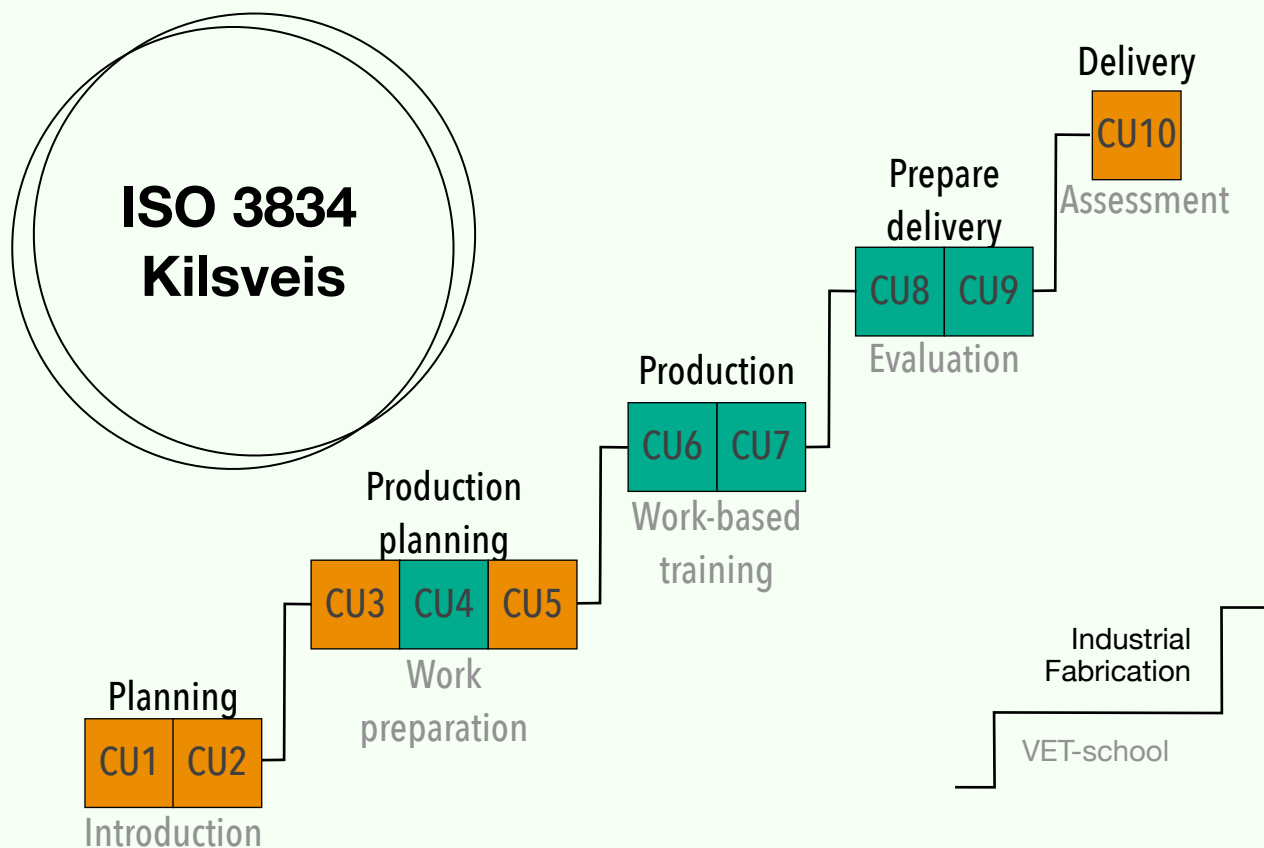 ISO 3834
Kilsveis
Delivery
CU10
Assessment
Prepare
delivery
CU8 CU9
Evaluation
Production
CU6 CU7
Work-based
training
Production
planning
CU3 CU4 CU5
Work
preparation
Planning
CU1 CU2
Introduction
Industrial
Fabrication
VET-school